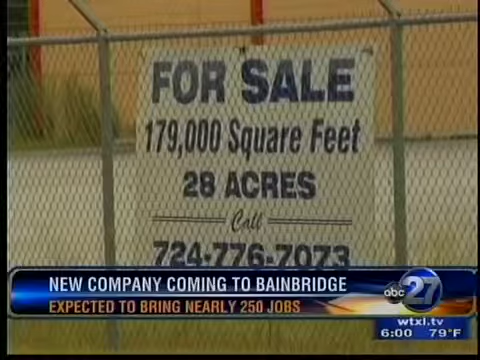 FOR SALE
179,000 Square Feet
28 ACRES
Call
724-776-7073
NEW COMPANY COMING TO BAINBRIDGE
EXPECTED TO BRING NEARLY 250 JOBS
abc 27
wtxl.tv
6:00 79°F